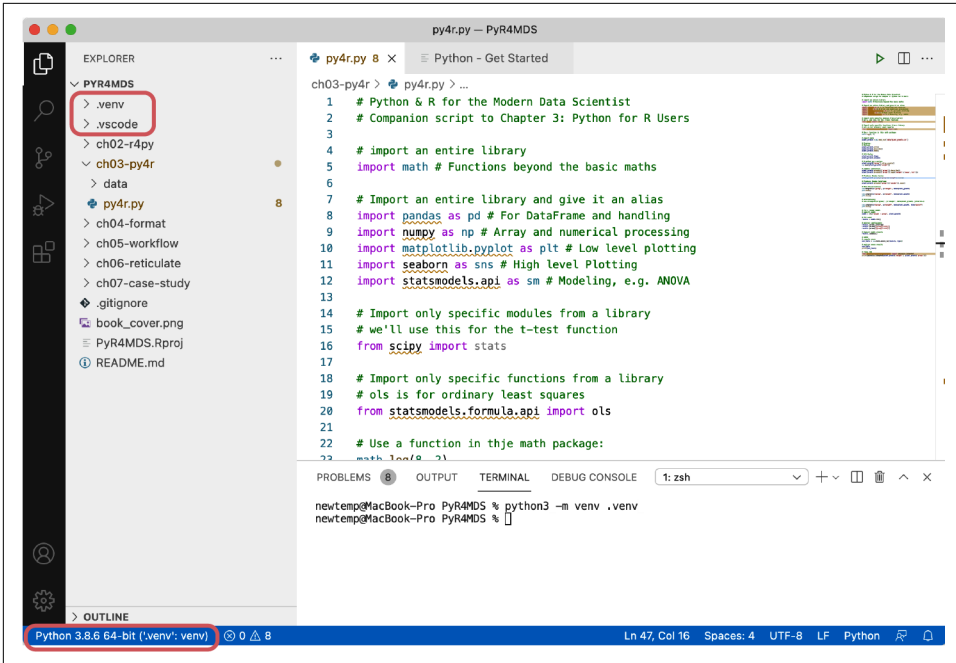 py4r.py — PyR4MDS
EXPLORER ...
PYR4MDS
.venv
.vscode
ch02-r4py
ch03-py4r
data
py4r.py 8
ch04-format
ch05-workflow
ch06-reticulate
ch07-case-study
.gitignore
book_cover.png
PyR4MDS.Rproj
README.md
OUTLINE
py4r.py 8 × Python - Get Started ...
ch03-py4r > py4r.py > ...
1 # Python & R for the Modern Data Scientist
2 # Companion script to Chapter 3: Python for R Users
3
4 # import an entire library
5 import math # Functions beyond the basic maths
6
7 # Import an entire library and give it an alias
8 import pandas as pd # For DataFrame and handling
9 import numpy as np # Array and numerical processing
10 import matplotlib.pyplot as plt # Low level plotting
11 import seaborn as sns # High level Plotting
12 import statsmodels.api as sm # Modeling, e.g. ANOVA
13
14 # Import only specific modules from a library
15 # we'll use this for the t-test function
16 from scipy import stats
17
18 # Import only specific functions from a library
19 # ols is for ordinary least squares
20 from statsmodels.formula.api import ols
21
22 # Use a function in thje math package:
23 math.log(8, 2)
PROBLEMS 8 OUTPUT TERMINAL DEBUG CONSOLE 1: zsh
newtemp@MacBook-Pro PyR4MDS % python3 -m venv .venv
newtemp@MacBook-Pro PyR4MDS %
Python 3.8.6 64-bit ('.venv': venv) 0 8 Ln 47, Col 16 Spaces: 4 UTF-8 LF Python